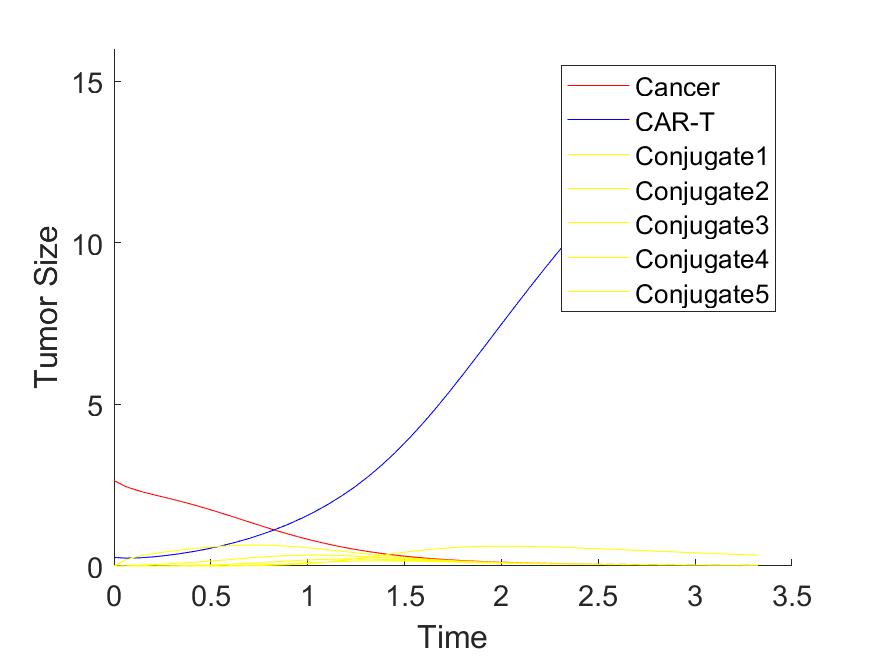 15
10
5
0
Tumor Size
0 0.5 1 1.5 2 2.5 3 3.5
Time
Cancer
CAR-T
Conjugate1
Conjugate2
Conjugate3
Conjugate4
Conjugate5